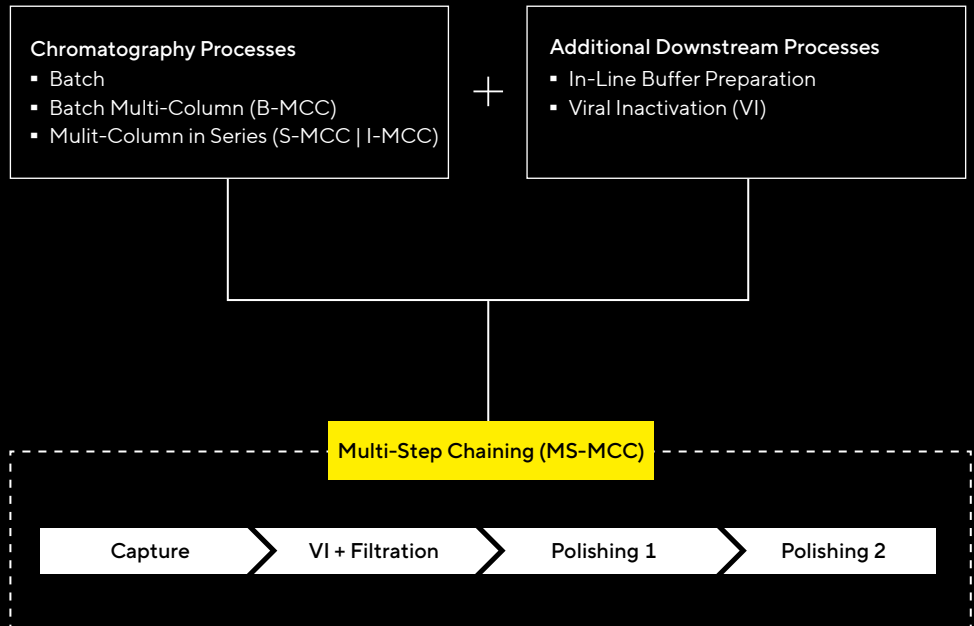 Chromatography Processes
▪ Batch
▪ Batch Multi-Column (B-MCC)
▪ Mulit-Column in Series (S-MCC | I-MCC)
+
Additional Downstream Processes
▪ In-Line Buffer Preparation
▪ Viral Inactivation (VI)
Multi-Step Chaining (MS-MCC)
Capture
VI + Filtration
Polishing 1
Polishing 2